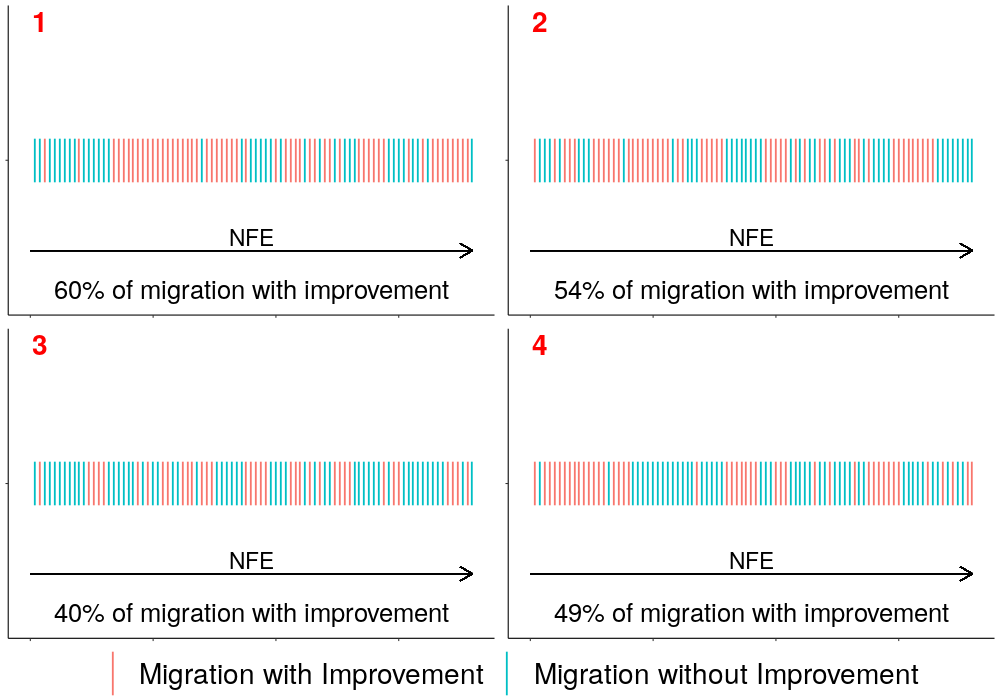 1
NFE
60% of migration with improvement
2
NFE
54% of migration with improvement
3
NFE
40% of migration with improvement
4
NFE
49% of migration with improvement
Migration with Improvement Migration without Improvement